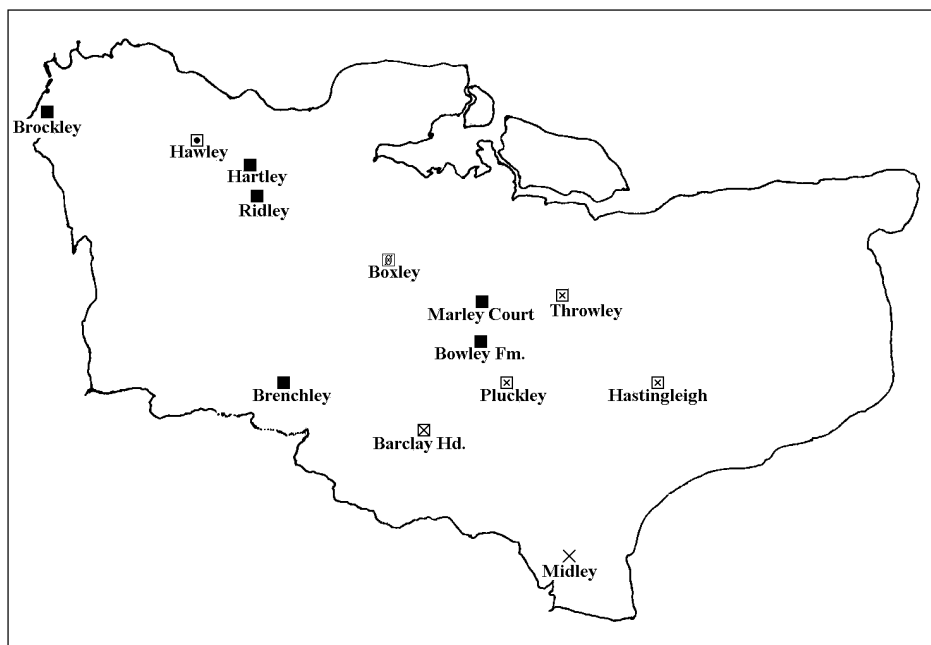 Brockley
Hawley
Hartley
Ridley
Boxley
Marley Court
Throwley
Bowley Fm.
Brenchley
Pluckley
Hastingleigh
Barclay Hd.
Midley